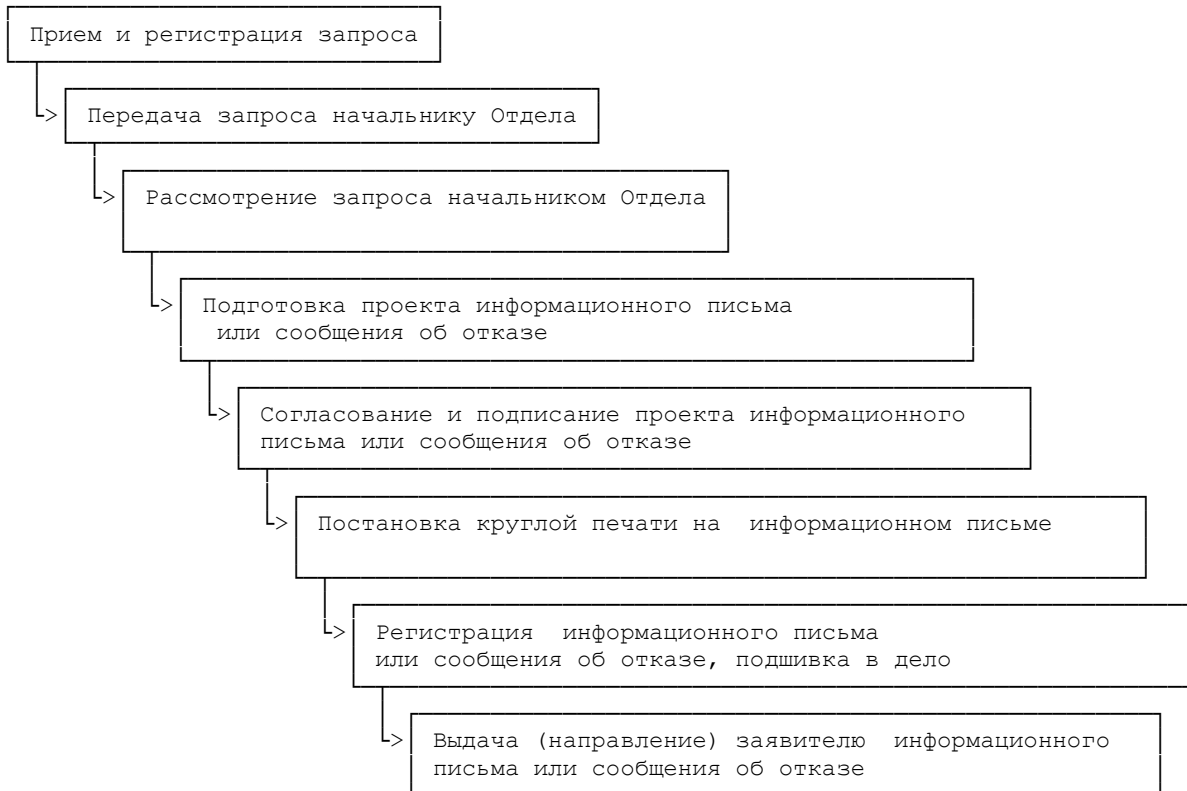 Прием и регистрация запроса
Передача запроса начальнику Отдела
Рассмотрение запроса начальником Отдела
Подготовка проекта информационного письма
или сообщения об отказе
Согласование и подписание проекта информационного
письма или сообщения об отказе
Постановка круглой печати на  информационном письме
Регистрация  информационного письма
или сообщения об отказе, подшивка в дело
Выдача (направление) заявителю  информационного
письма или сообщения об отказе